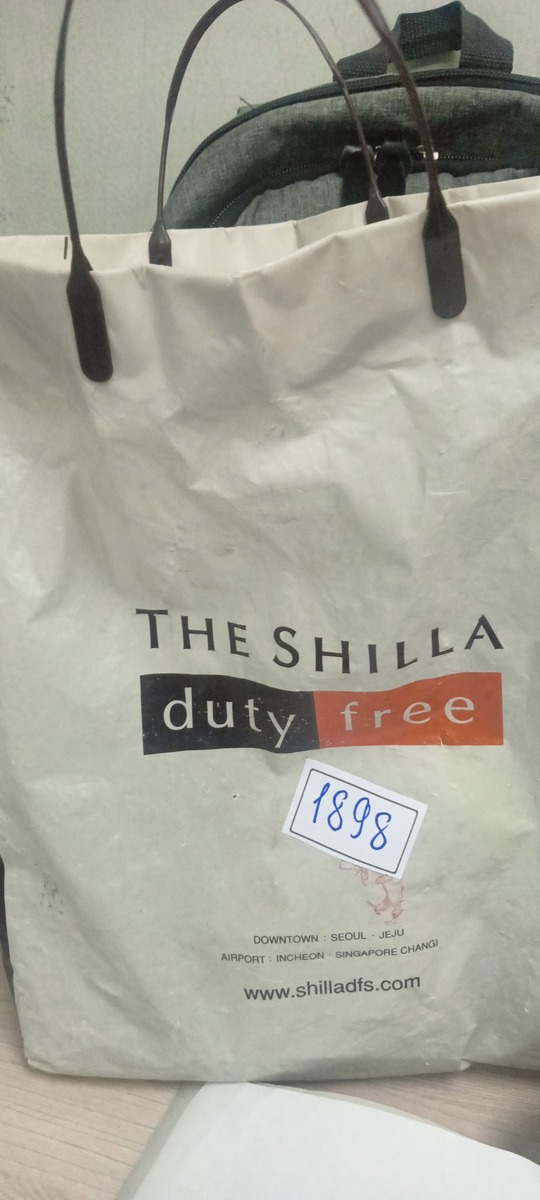 THE SHILLA
duty free
1898
DOWNTOWN : SEOUL · JEJU
AIRPORT : INCHEON · SINGAPORE CHANGI
www.shilladfs.com